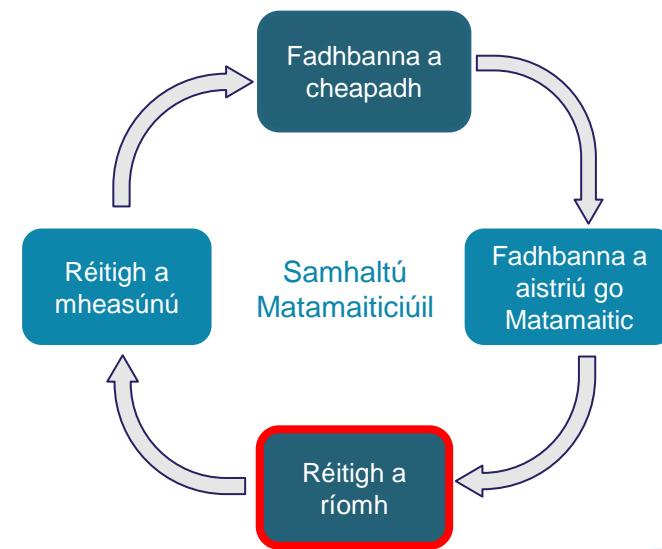 Fadhbanna a
cheapadh
Fadhbanna a
aistriú go
Matamaitic
Réitigh a
ríomh
Réitigh a
mheasúnú
Samhaltú
Matamaiticiúil